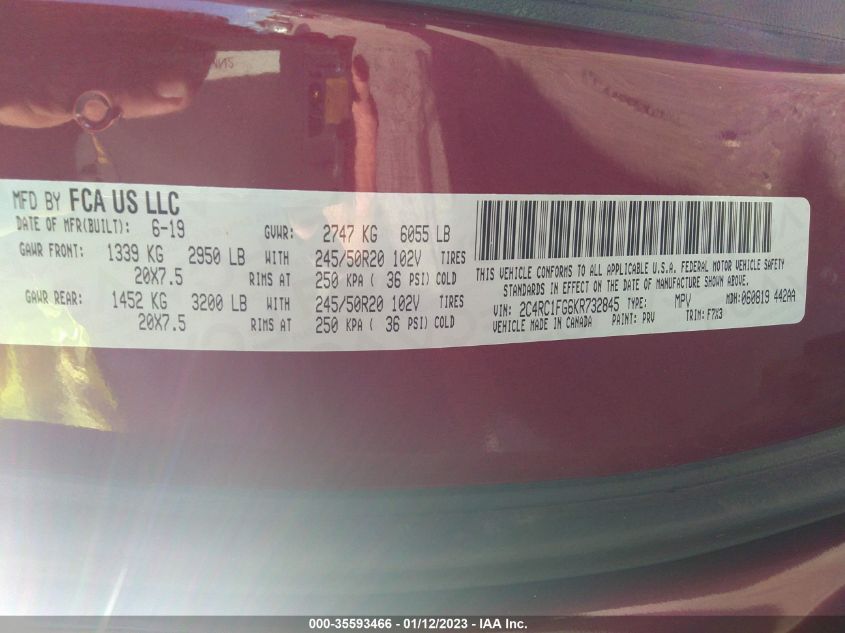 MFD BY FCA US LLC
DATE OF MFR(BUILT): 6-19 GVWR: 2747 KG 6055 LB
GAWR FRONT: 1339 KG 2950 LB WITH 245/50R20 102V TIRES
20X7.5 RIMS AT 250 KPA ( 36 PSI) COLD
GAWR REAR: 1452 KG 3200 LB WITH 245/50R20 102V TIRES
20X7.5 RIMS AT 250 KPA ( 36 PSI) COLD
THIS VEHICLE CONFORMS TO ALL APPLICABLE U.S.A. FEDERAL MOTOR VEHICLE SAFETY
STANDARDS IN EFFECT ON THE DATE OF MANUFACTURE SHOWN ABOVE.
VIN: 2C4RC1FG6KR732845 TYPE: MPV MDH: 060819 442AA
VEHICLE MADE IN CANADA PAINT: PRV TRIM: F7X3
000-35593466 - 01/12/2023 - IAA Inc.